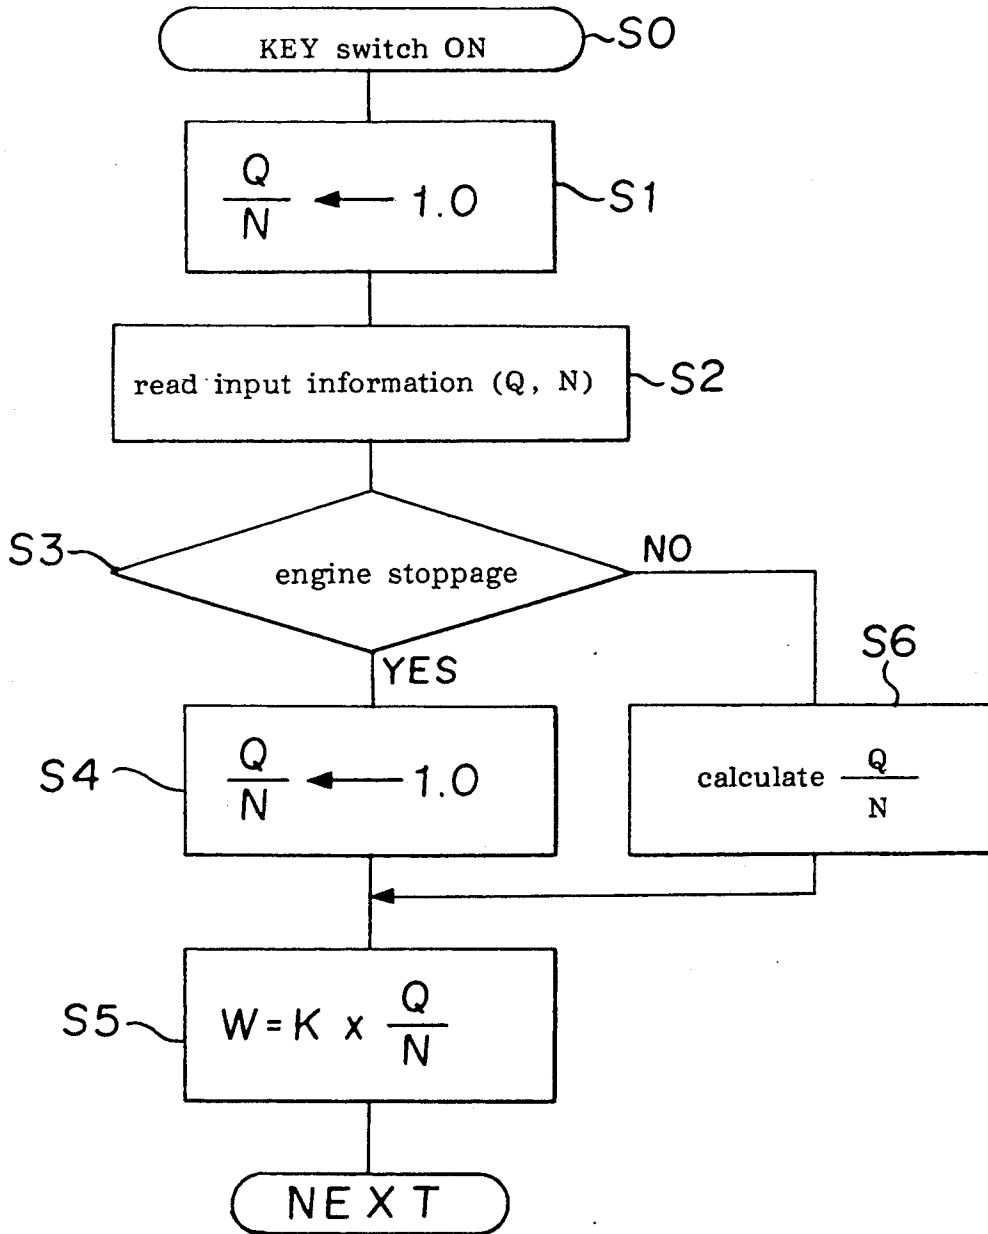 KEY switch ON
S0
Q
N
← 1.0
S1
read input information (Q, N)
S2
S3
engine stoppage
NO
YES
S6
S4
Q
N
← 1.0
calculate
Q
N
S5
W = K x
Q
N
NEXT